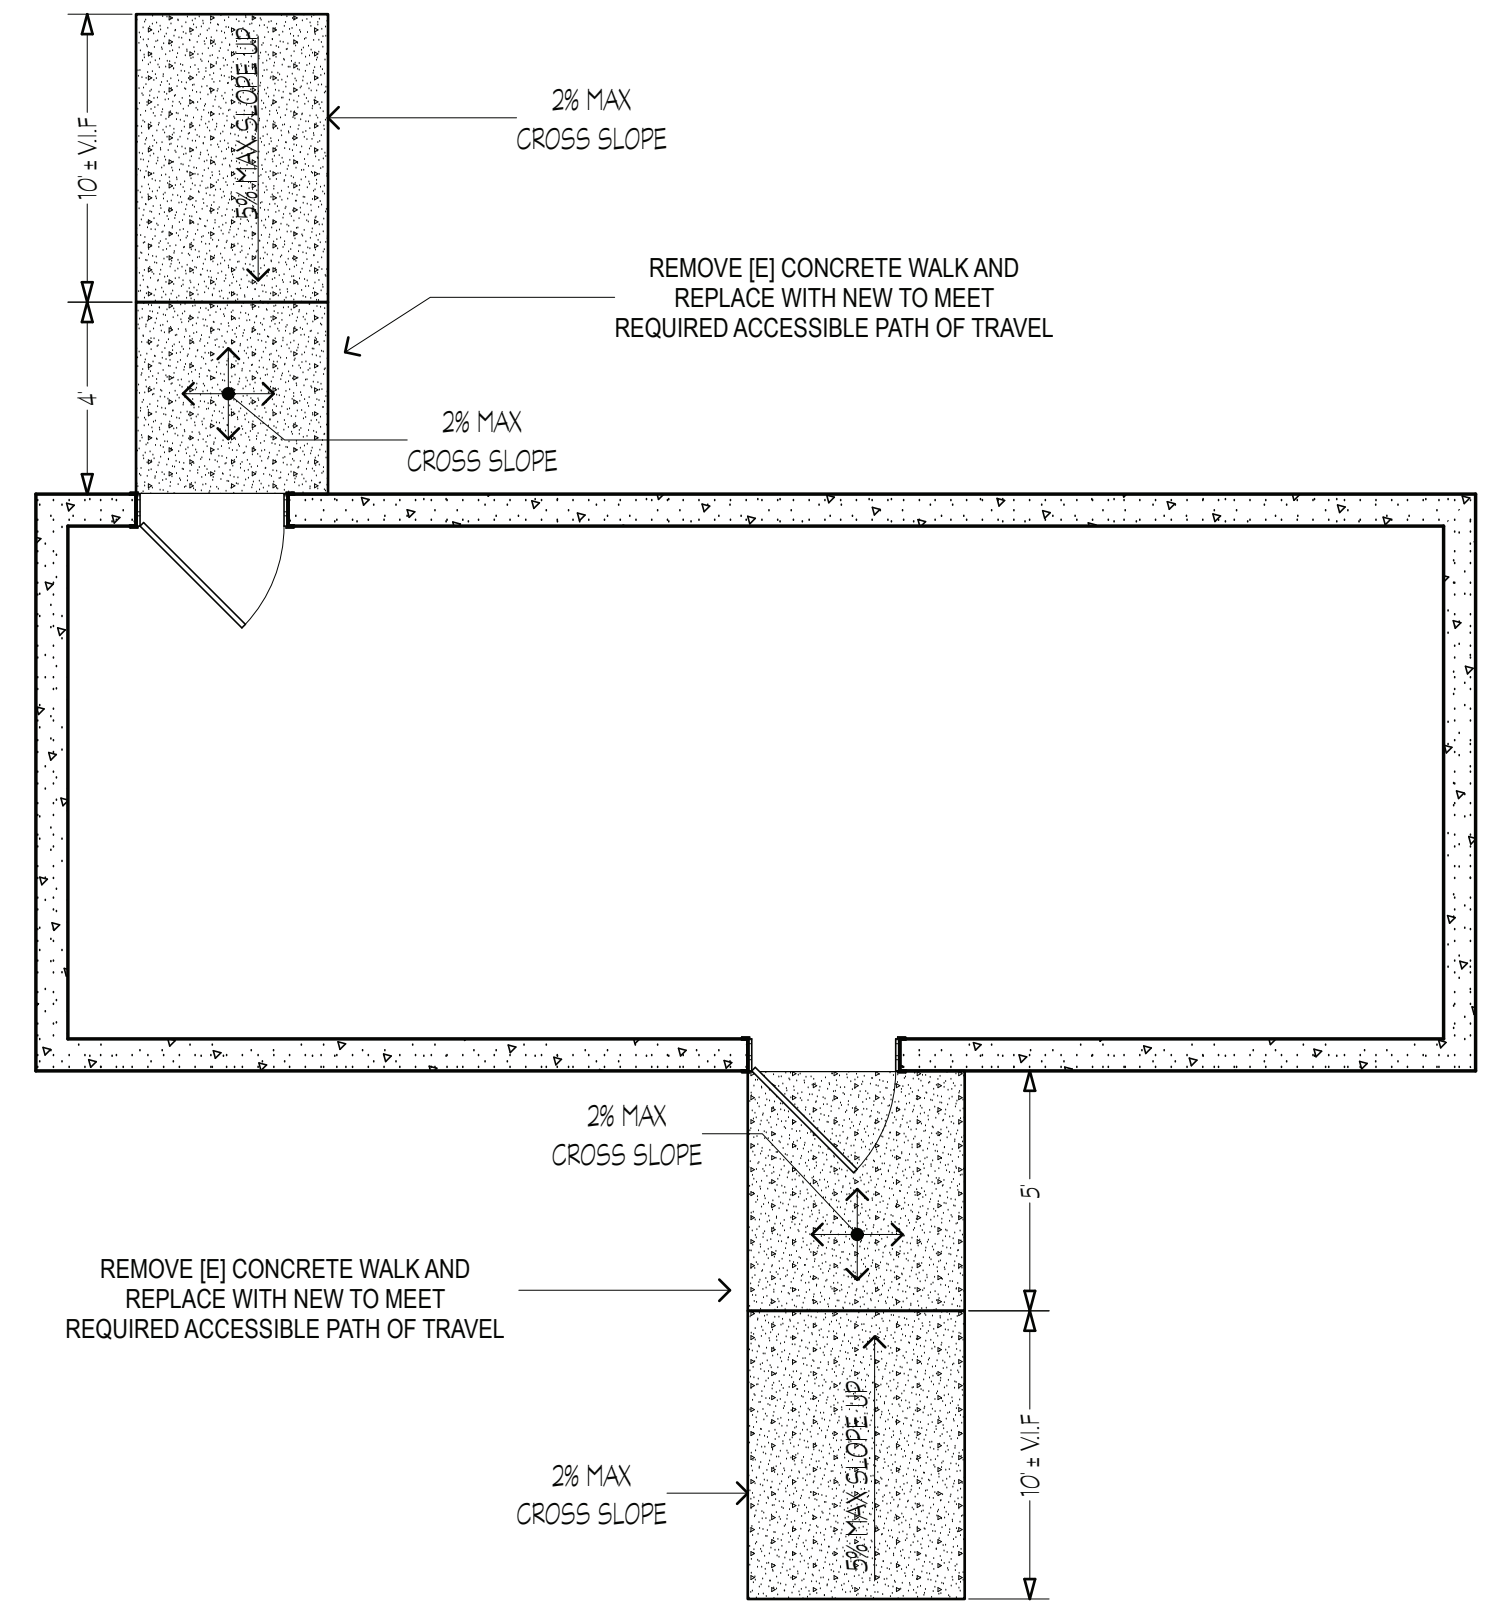 5% MAX SLOPE UP
10' ± V.I.F
2% MAX
CROSS SLOPE
REMOVE [E] CONCRETE WALK AND
REPLACE WITH NEW TO MEET
REQUIRED ACCESSIBLE PATH OF TRAVEL
4'
2% MAX
CROSS SLOPE
2% MAX
CROSS SLOPE
5'
REMOVE [E] CONCRETE WALK AND
REPLACE WITH NEW TO MEET
REQUIRED ACCESSIBLE PATH OF TRAVEL
5% MAX SLOPE UP
10' ± V.I.F
2% MAX
CROSS SLOPE